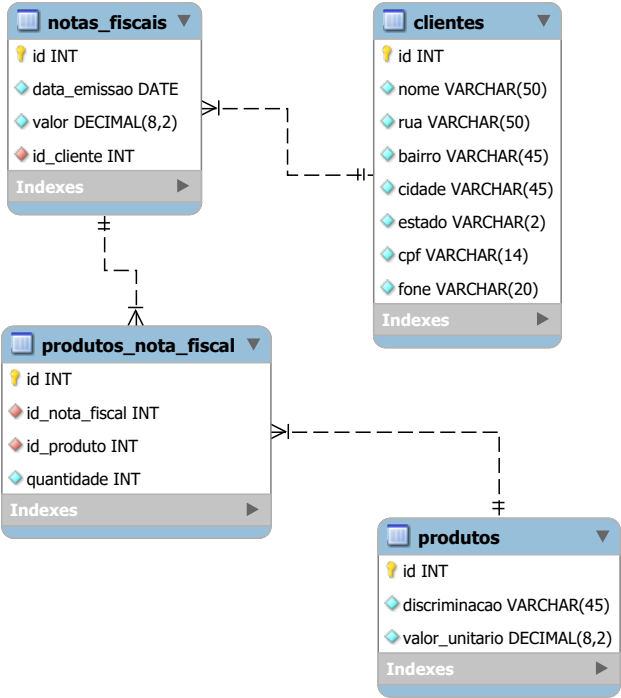 notas_fiscais
id INT
data_emissao DATE
valor DECIMAL(8,2)
id_cliente INT
Indexes
clientes
id INT
nome VARCHAR(50)
rua VARCHAR(50)
bairro VARCHAR(45)
cidade VARCHAR(45)
estado VARCHAR(2)
cpf VARCHAR(14)
fone VARCHAR(20)
Indexes
produtos_nota_fiscal
id INT
id_nota_fiscal INT
id_produto INT
quantidade INT
Indexes
produtos
id INT
discriminacao VARCHAR(45)
valor_unitario DECIMAL(8,2)
Indexes